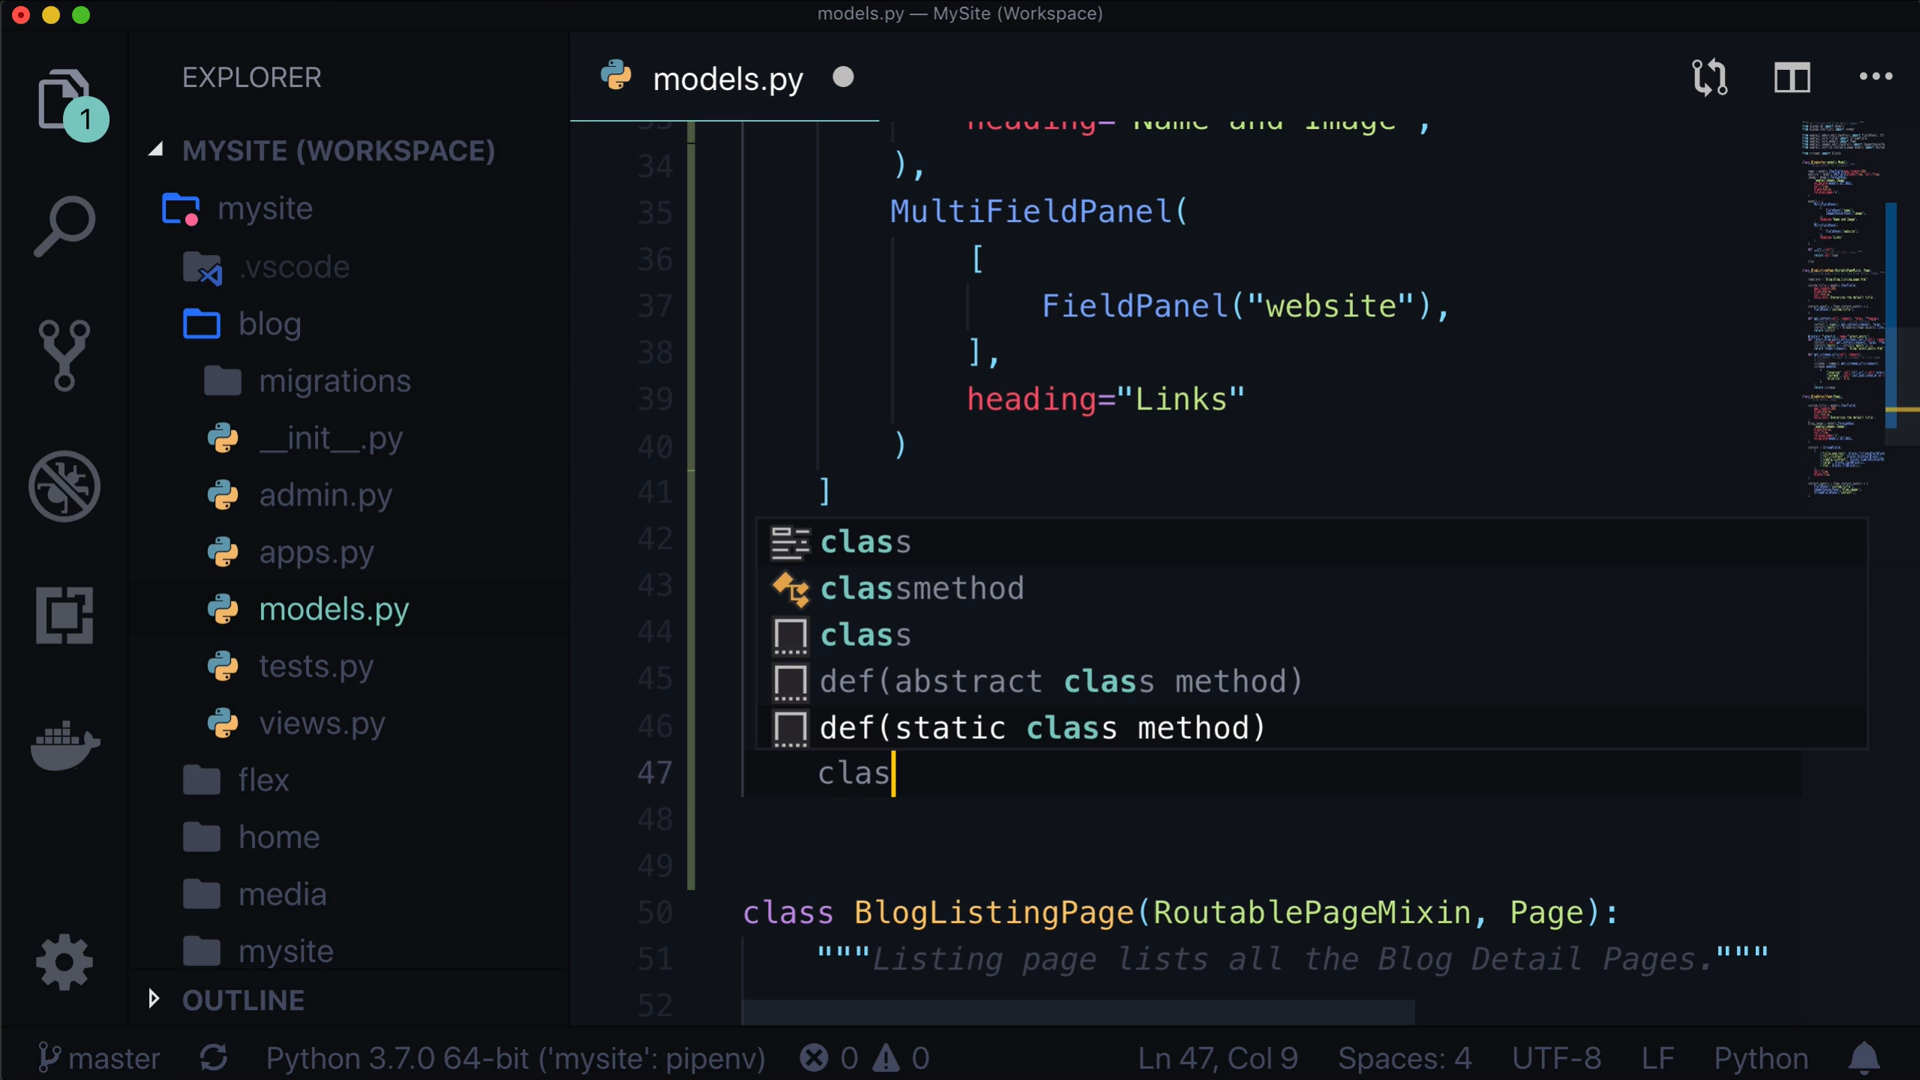 models.py — MySite (Workspace)
EXPLORER
1
MYSITE (WORKSPACE)
mysite
.vscode
blog
migrations
__init__.py
admin.py
apps.py
models.py
tests.py
views.py
flex
home
media
mysite
OUTLINE
models.py
heading="Name and Image",
34 ),
35 MultiFieldPanel(
36 [
37 FieldPanel("website"),
38 ],
39 heading="Links"
40 )
41 ]
42
43
44
45
46
class
classmethod
class
def(abstract class method)
def(static class method)
47 clas
48
49
50 class BlogListingPage(RoutablePageMixin, Page):
51 """Listing page lists all the Blog Detail Pages."""
52
master Python 3.7.0 64-bit ('mysite': pipenv) 0 0 Ln 47, Col 9 Spaces: 4 UTF-8 LF Python